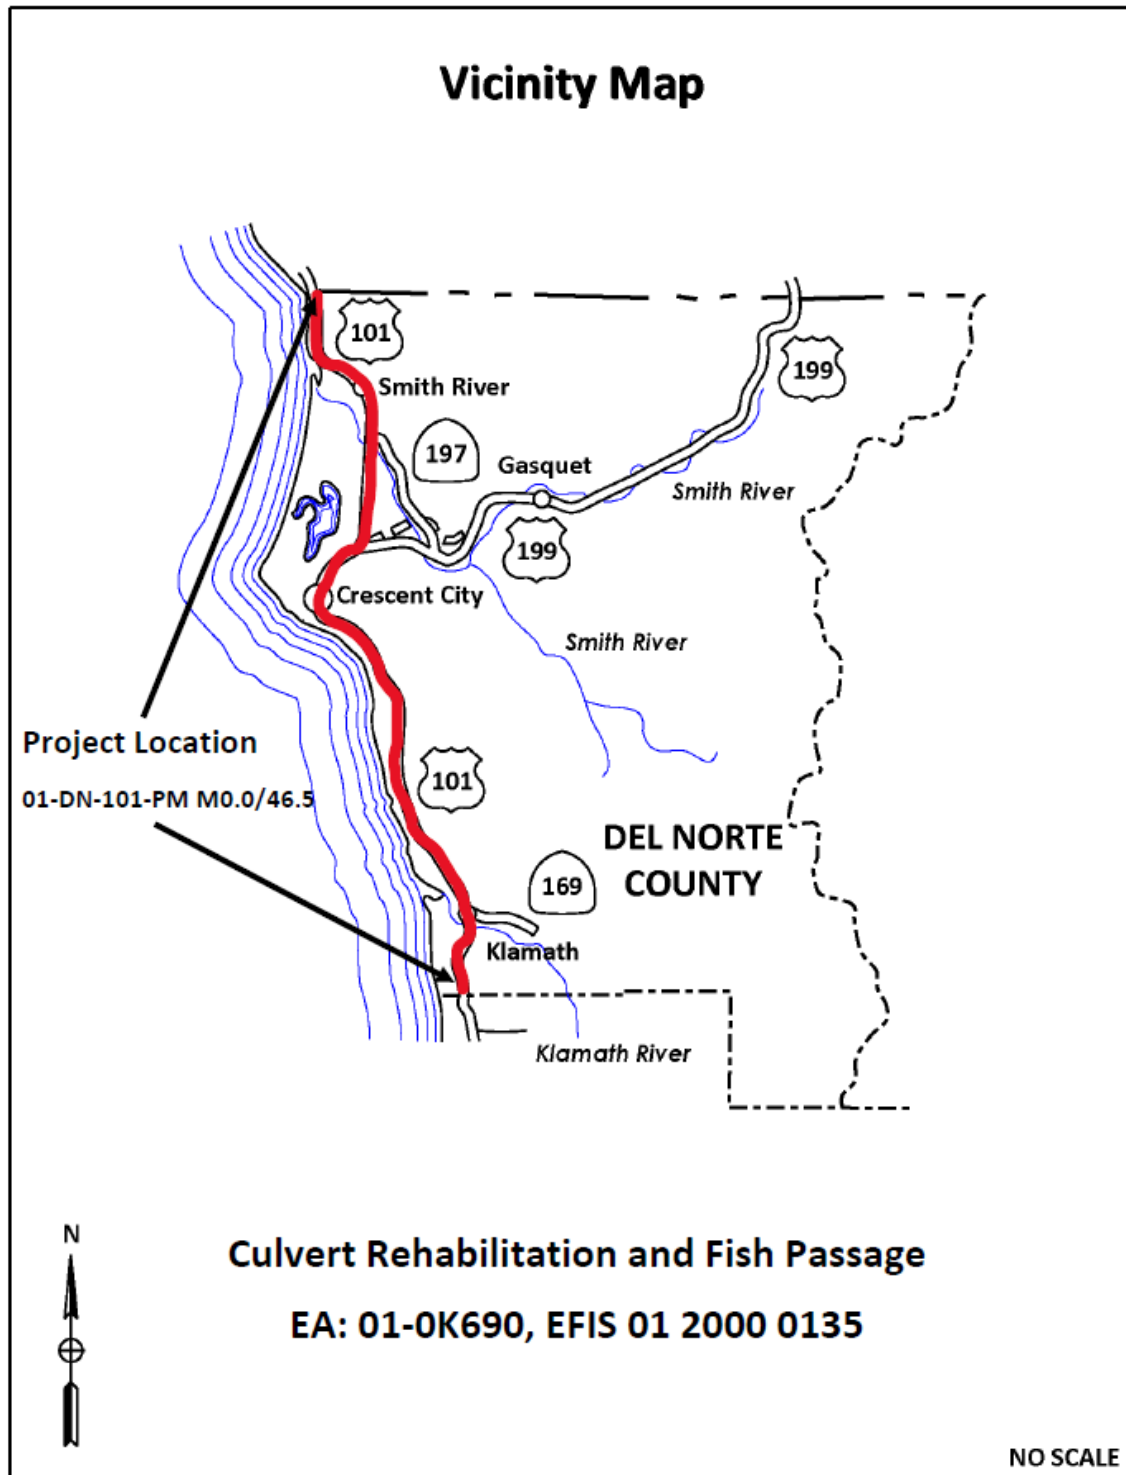 Vicinity Map
101
Smith River
199
197
Gasquet
Smith River
199
Crescent City
Smith River
Project Location
01-DN-101-PM M0.0/46.5
101
DEL NORTE
COUNTY
169
Klamath
Klamath River
N
Culvert Rehabilitation and Fish Passage
EA: 01-0K690, EFIS 01 2000 0135
NO SCALE